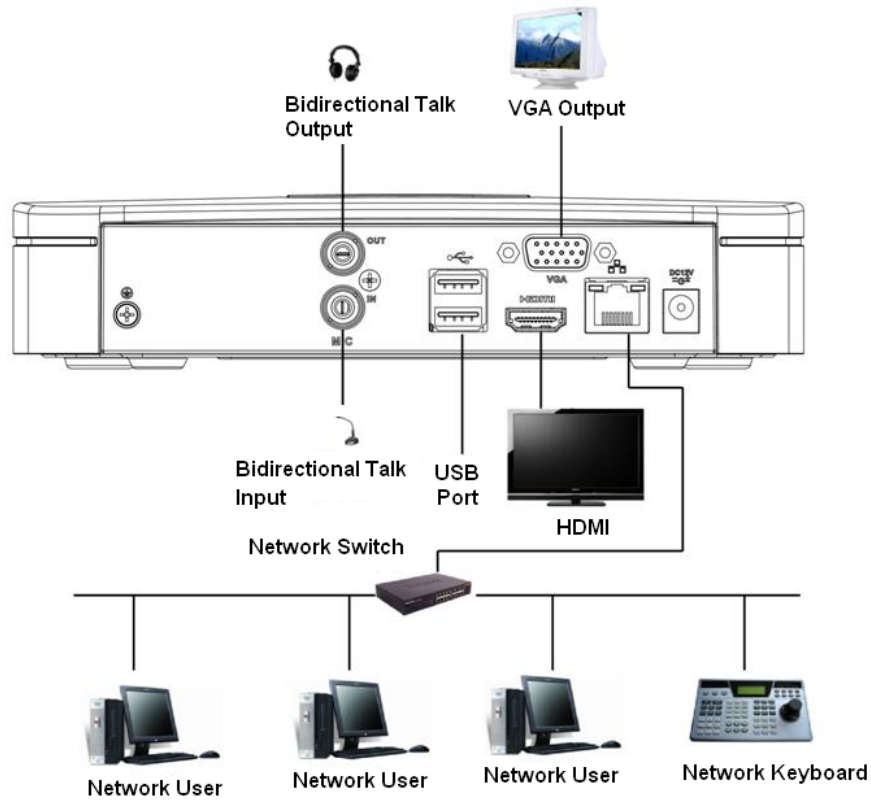 Bidirectional Talk
Output
VGA Output
OUT
IN
MIC
VGA
HDMI
DC12V
Bidirectional Talk
Input
USB
Port
HDMI
Network Switch
Network User
Network User
Network User
Network Keyboard